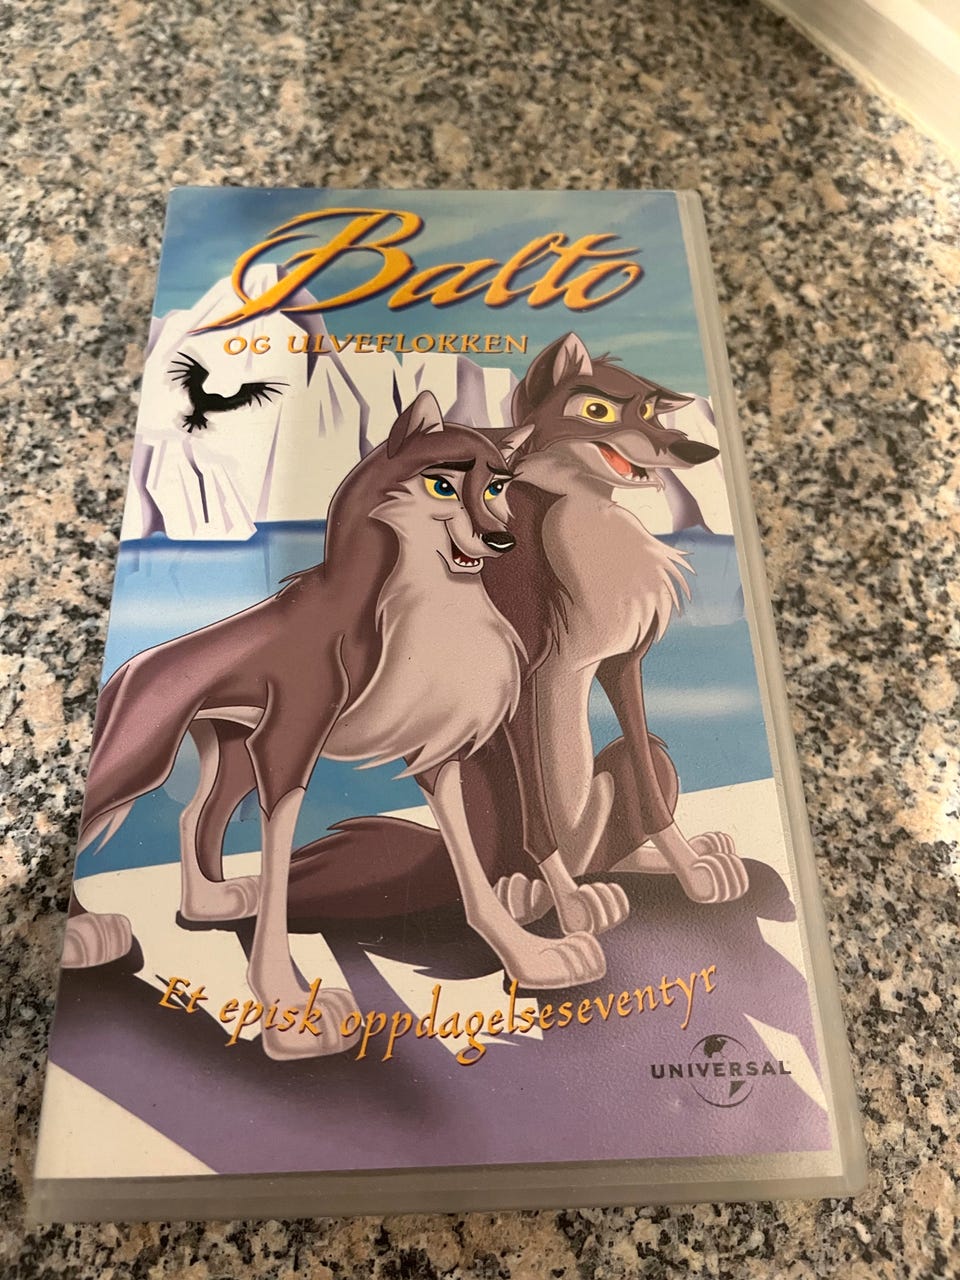 Balto
OG ULVEFLOKKEN
Et episk oppdagelseseventyr
UNIVERSAL